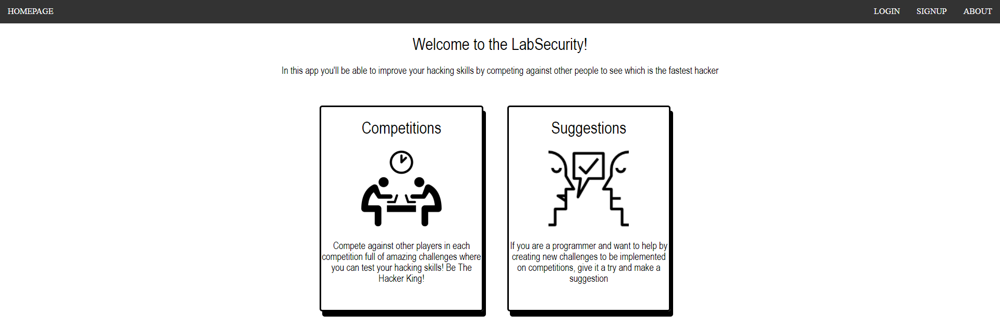 HOMEPAGE
LOGIN SIGNUP ABOUT
Welcome to the LabSecurity!
In this app you'll be able to improve your hacking skills by competing against other people to see which is the fastest hacker
Competitions
Compete against other players in each
competition full of amazing challenges where
you can test your hacking skills! Be The
Hacker King!
Suggestions
If you are a programmer and want to help by
creating new challenges to be implemented
on competitions, give it a try and make a
suggestion